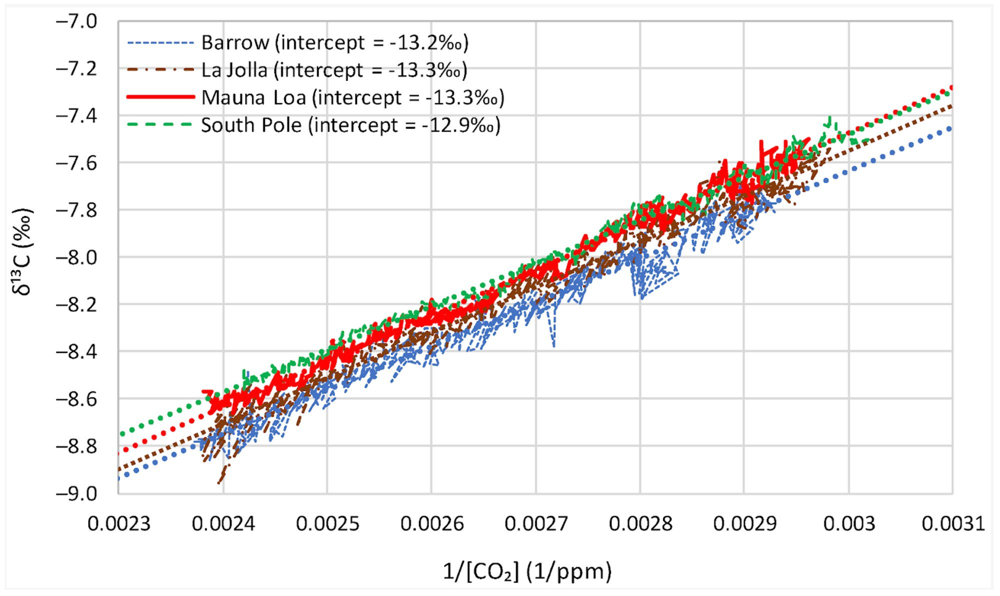 −7.0
−7.2
−7.4
−7.6
−7.8
−8.0
−8.2
−8.4
−8.6
−8.8
−9.0
δ¹³C (‰)
Barrow (intercept = -13.2‰)
La Jolla (intercept = -13.3‰)
Mauna Loa (intercept = -13.3‰)
South Pole (intercept = -12.9‰)
0.0023 0.0024 0.0025 0.0026 0.0027 0.0028 0.0029 0.003 0.0031
1/[CO₂] (1/ppm)